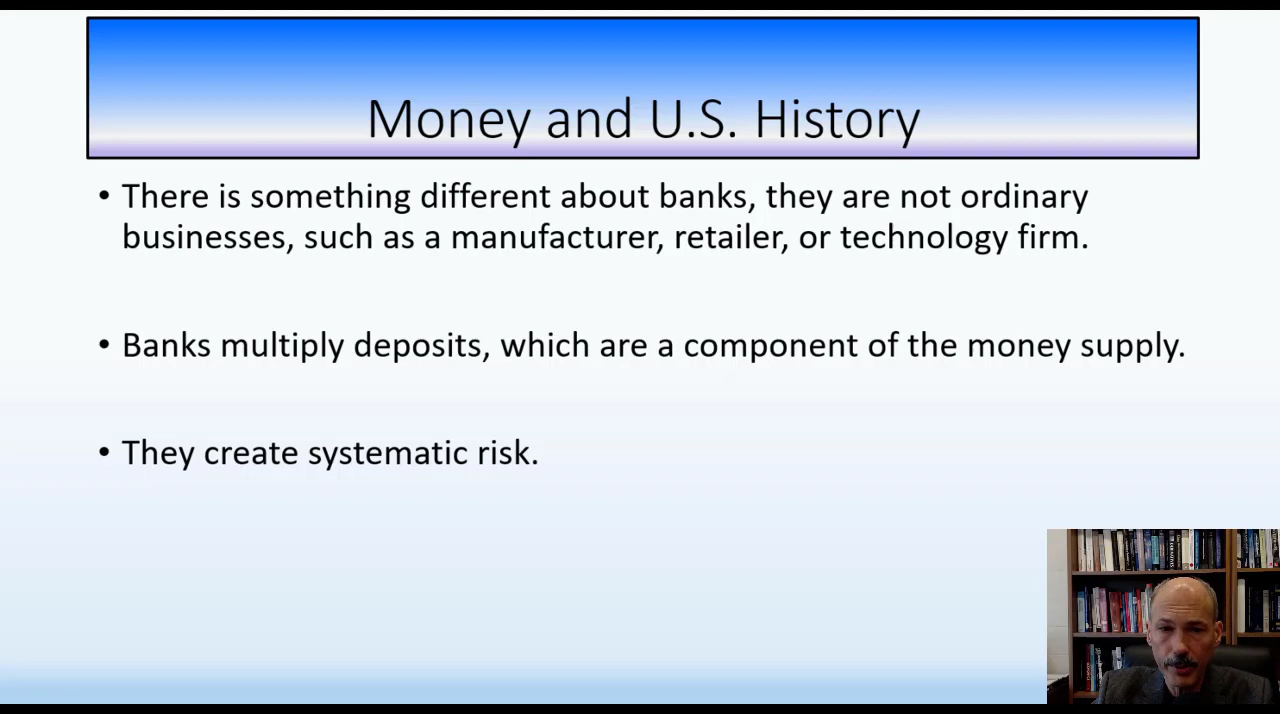 Money and U.S. History
• There is something different about banks, they are not ordinary
businesses, such as a manufacturer, retailer, or technology firm.
• Banks multiply deposits, which are a component of the money supply.
• They create systematic risk.